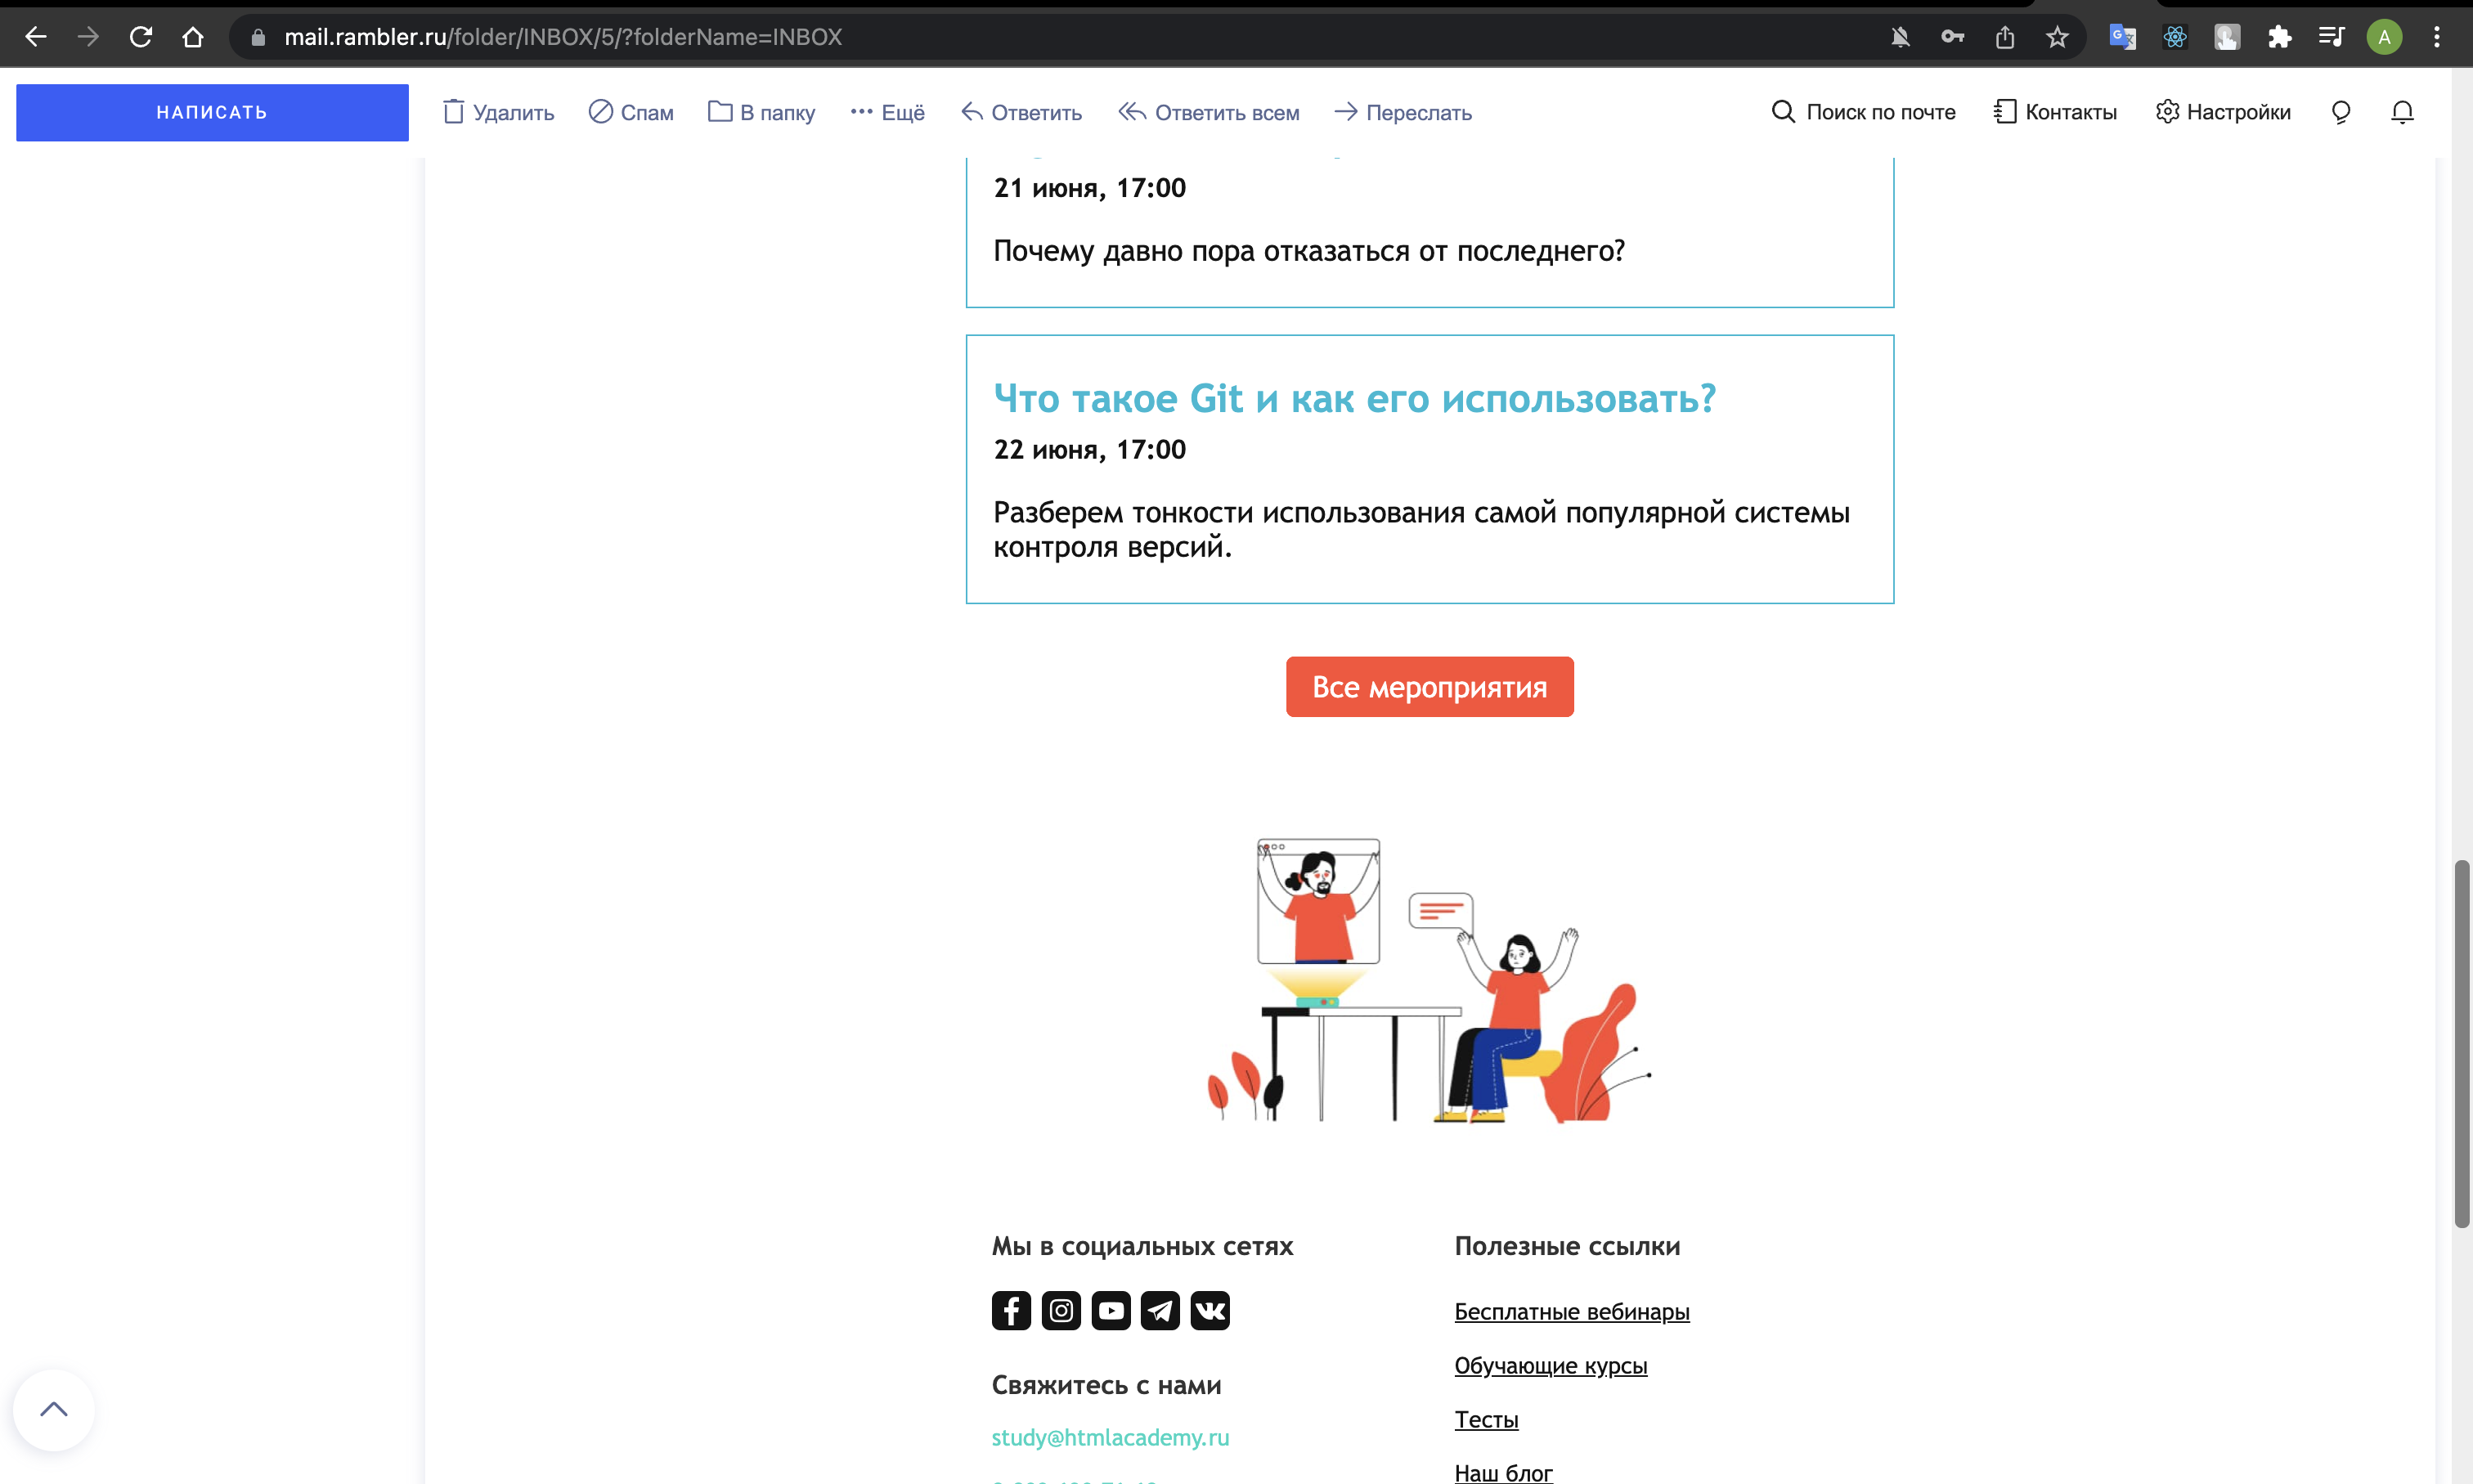 mail.rambler.ru/folder/INBOX/5/?folderName=INBOX
A
НАПИСАТЬ
Удалить
Спам
В папку
Ещё
Ответить
Ответить всем
Переслать
Поиск по почте
Контакты
Настройки
21 июня, 17:00
Почему давно пора отказаться от последнего?
Что такое Git и как его использовать?
22 июня, 17:00
Разберем тонкости использования самой популярной системы
контроля версий.
Все мероприятия
Мы в социальных сетях
Свяжитесь с нами
study@htmlacademy.ru
Полезные ссылки
Бесплатные вебинары
Обучающие курсы
Тесты
Наш блог